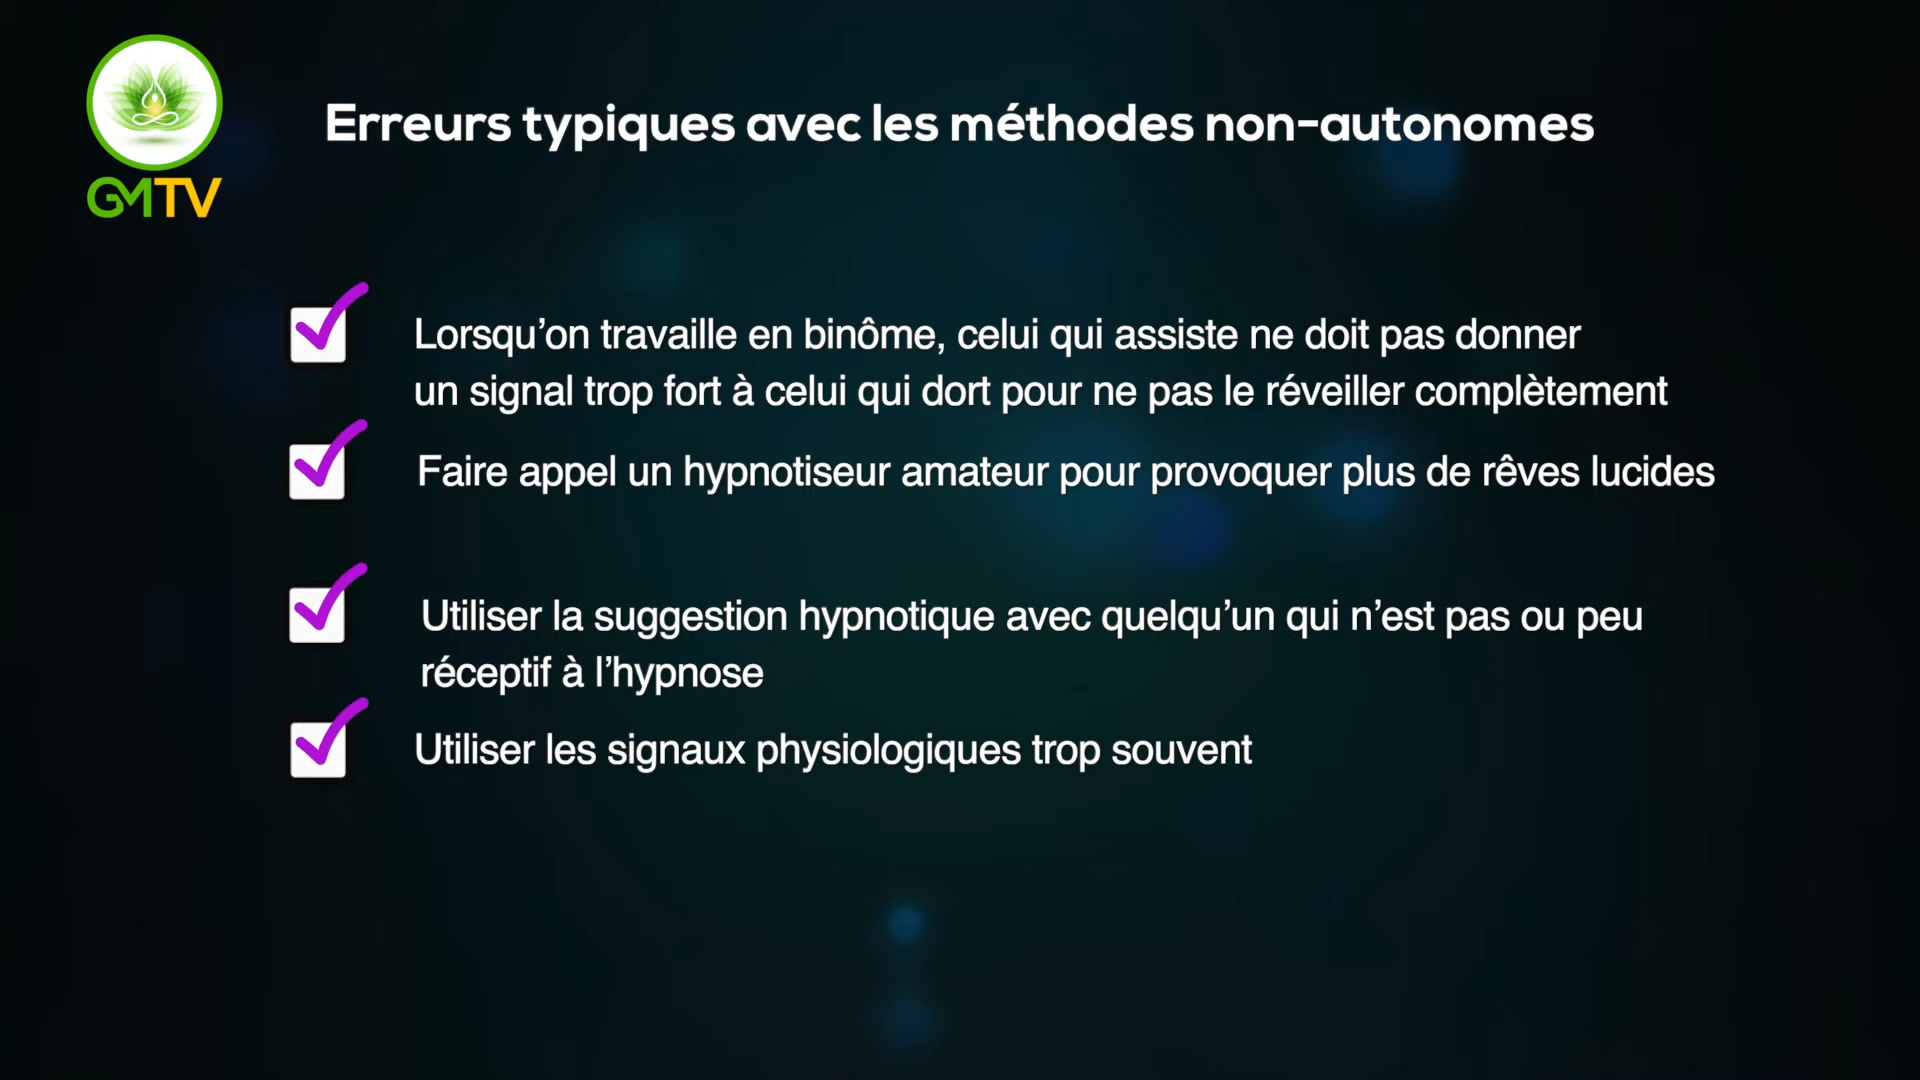 GMTV
Erreurs typiques avec les méthodes non-autonomes
Lorsqu’on travaille en binôme, celui qui assiste ne doit pas donner
un signal trop fort à celui qui dort pour ne pas le réveiller complètement
Faire appel un hypnotiseur amateur pour provoquer plus de rêves lucides
Utiliser la suggestion hypnotique avec quelqu’un qui n’est pas ou peu
réceptif à l’hypnose
Utiliser les signaux physiologiques trop souvent